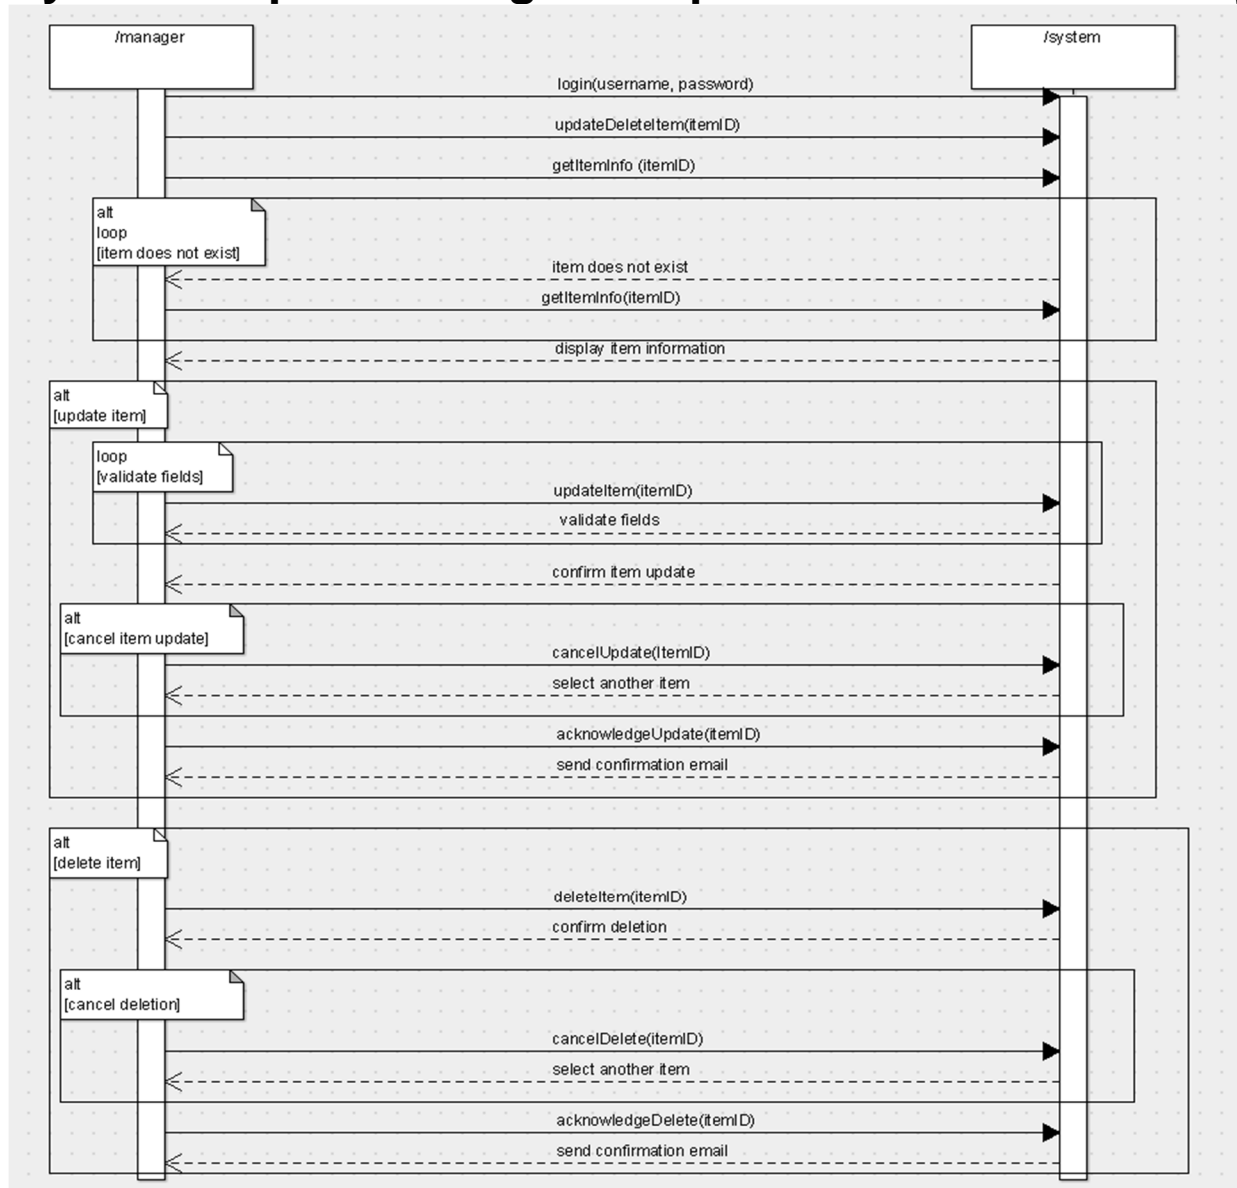 /manager
/system
login(username, password)
updateDeleteItem(itemID)
getItemInfo (itemID)
alt
loop
[item does not exist]
item does not exist
getItemInfo(itemID)
display item information
alt
[update item]
loop
[validate fields]
updateItem(itemID)
validate fields
confirm item update
alt
[cancel item update]
cancelUpdate(ItemID)
select another item
acknowledgeUpdate(itemID)
send confirmation email
alt
[delete item]
deleteItem(itemID)
confirm deletion
alt
[cancel deletion]
cancelDelete(itemID)
select another item
acknowledgeDelete(itemID)
send confirmation email